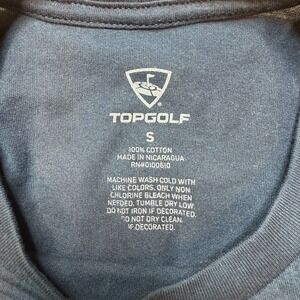 TOPGOLF
S
100% COTTON
MADE IN NICARAGUA
RN#0100610
MACHINE WASH COLD WITH
LIKE COLORS. ONLY NON
CHLORINE BLEACH WHEN
NEEDED. TUMBLE DRY LOW.
DO NOT IRON IF DECORATED.
DO NOT DRY CLEAN
IF DECORATED.